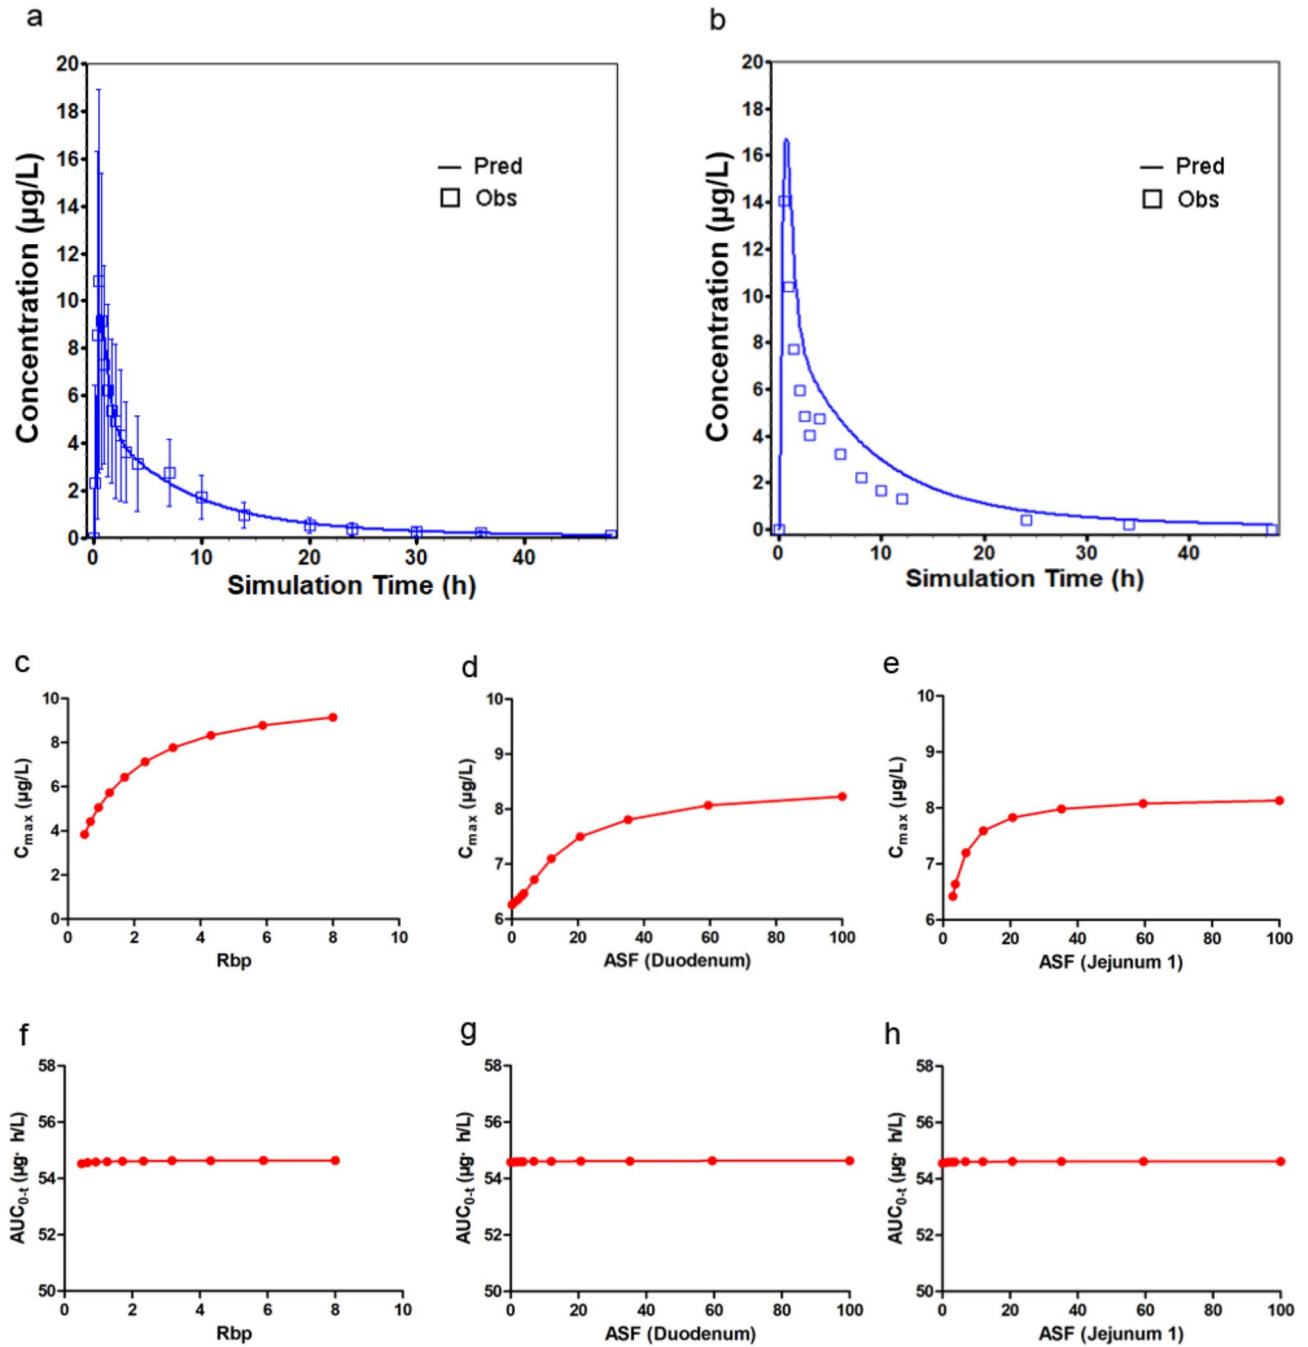 a
20
18
16
14
12
10
8
6
4
2
0
Concentration (µg/L)
Pred
Obs
0 10 20 30 40
Simulation Time (h)
b
20
18
16
14
12
10
8
6
4
2
0
Concentration (µg/L)
Pred
Obs
0 10 20 30 40
Simulation Time (h)
c
10
8
6
4
2
0
Cmax (µg/L)
0 2 4 6 8 10
Rbp
d
10
9
8
7
6
Cmax (µg/L)
0 20 40 60 80 100
ASF (Duodenum)
e
10
9
8
7
6
Cmax (µg/L)
0 20 40 60 80 100
ASF (Jejunum 1)
f
58
56
54
52
50
AUC0-t (µg· h/L)
0 2 4 6 8 10
Rbp
g
58
56
54
52
50
AUC0-t (µg· h/L)
0 20 40 60 80 100
ASF (Duodenum)
h
58
56
54
52
50
AUC0-t (µg· h/L)
0 20 40 60 80 100
ASF (Jejunum 1)